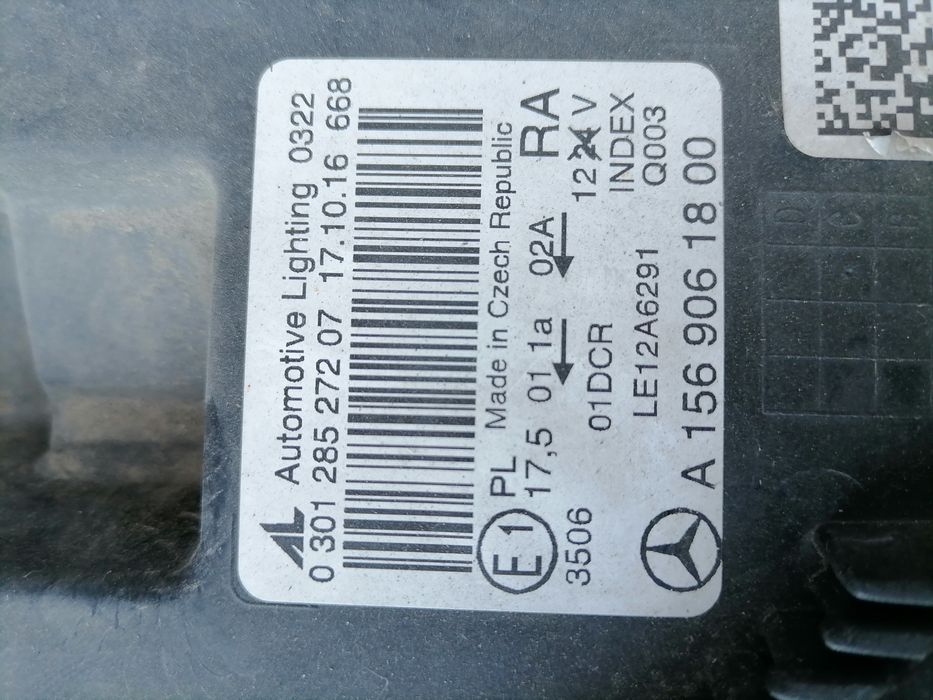 AL Automotive Lighting 0322
0 301 285 272 07 17.10.16 668
E1 PL Made in Czech Republic RA
17,5 01 1a 02A 12 24 V
3506 01DCR INDEX
LE12A6291 Q003
A 156 906 18 00
D
C